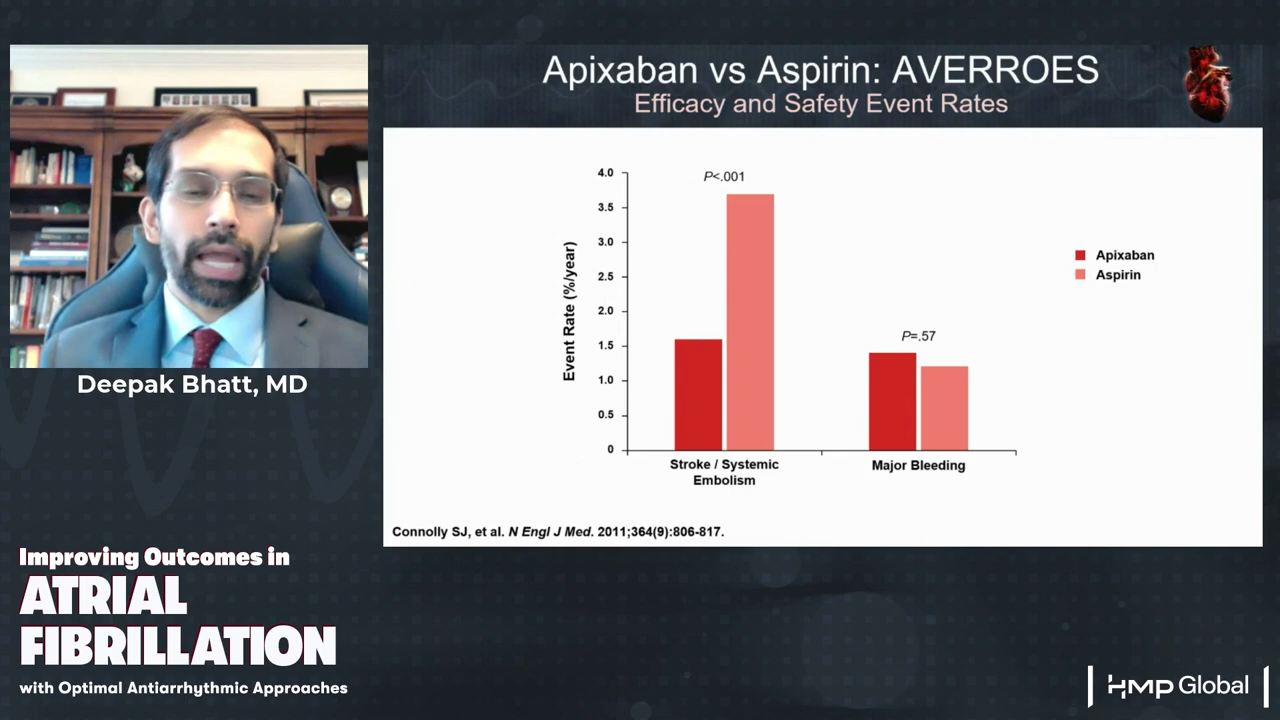 Apixaban vs Aspirin: AVERROES
Efficacy and Safety Event Rates
Event Rate (%/year)
4.0
3.5
3.0
2.5
2.0
1.5
1.0
0.5
0
P<.001
P=.57
Stroke / Systemic
Embolism
Major Bleeding
Apixaban
Aspirin
Connolly SJ, et al. N Engl J Med. 2011;364(9):806-817.
Deepak Bhatt, MD
Improving Outcomes in
ATRIAL
FIBRILLATION
with Optimal Antiarrhythmic Approaches
HMP Global